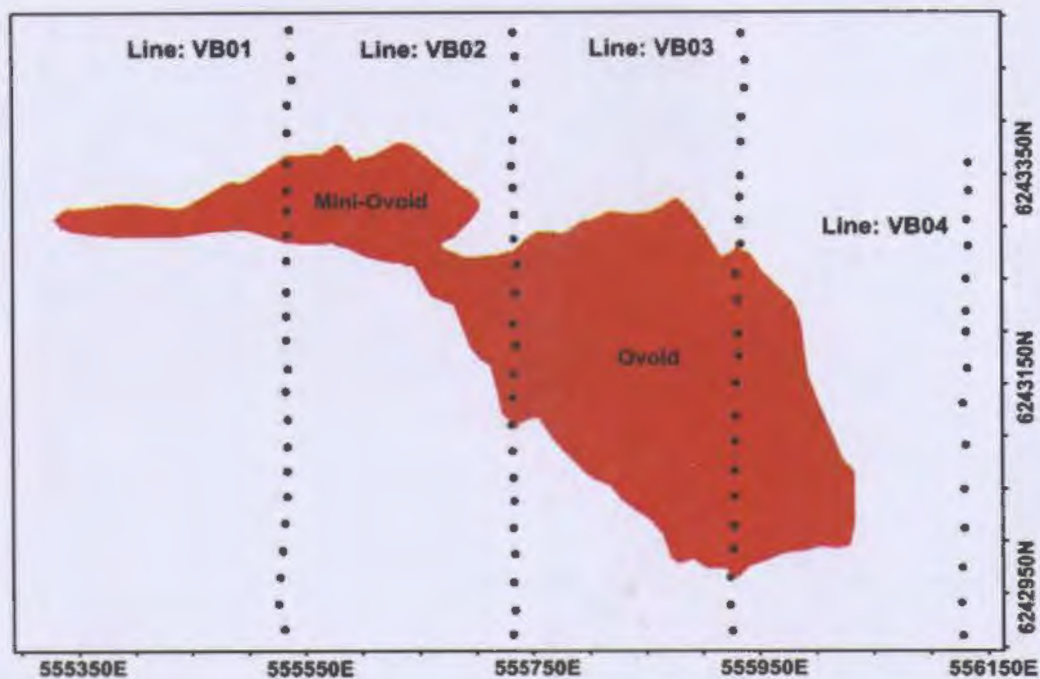 Line: VB01
Line: VB02
Line: VB03
Mini-Ovoid
Line: VB04
Ovoid
6243350N
6243150N
6242950N
555350E
555550E
555750E
555950E
556150E